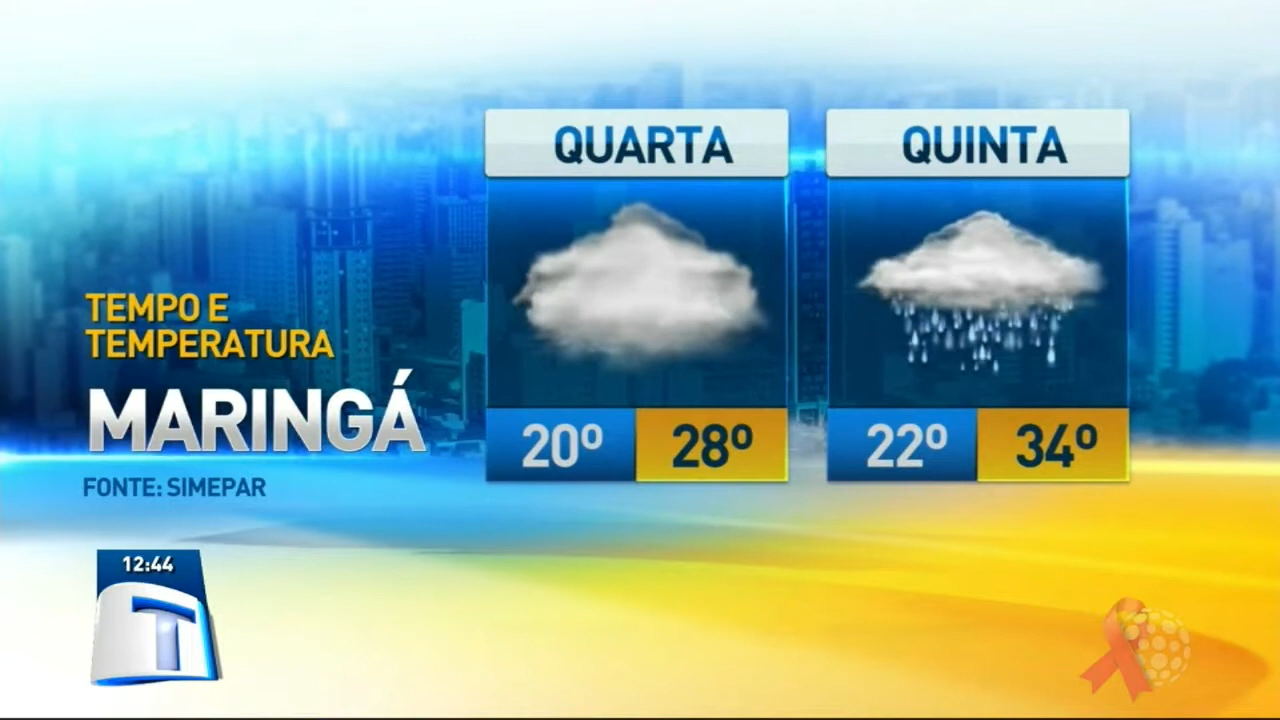 TEMPO E
TEMPERATURA
MARINGÁ
FONTE: SIMEPAR
QUARTA
20º 28º
QUINTA
22º 34º
12:44
T